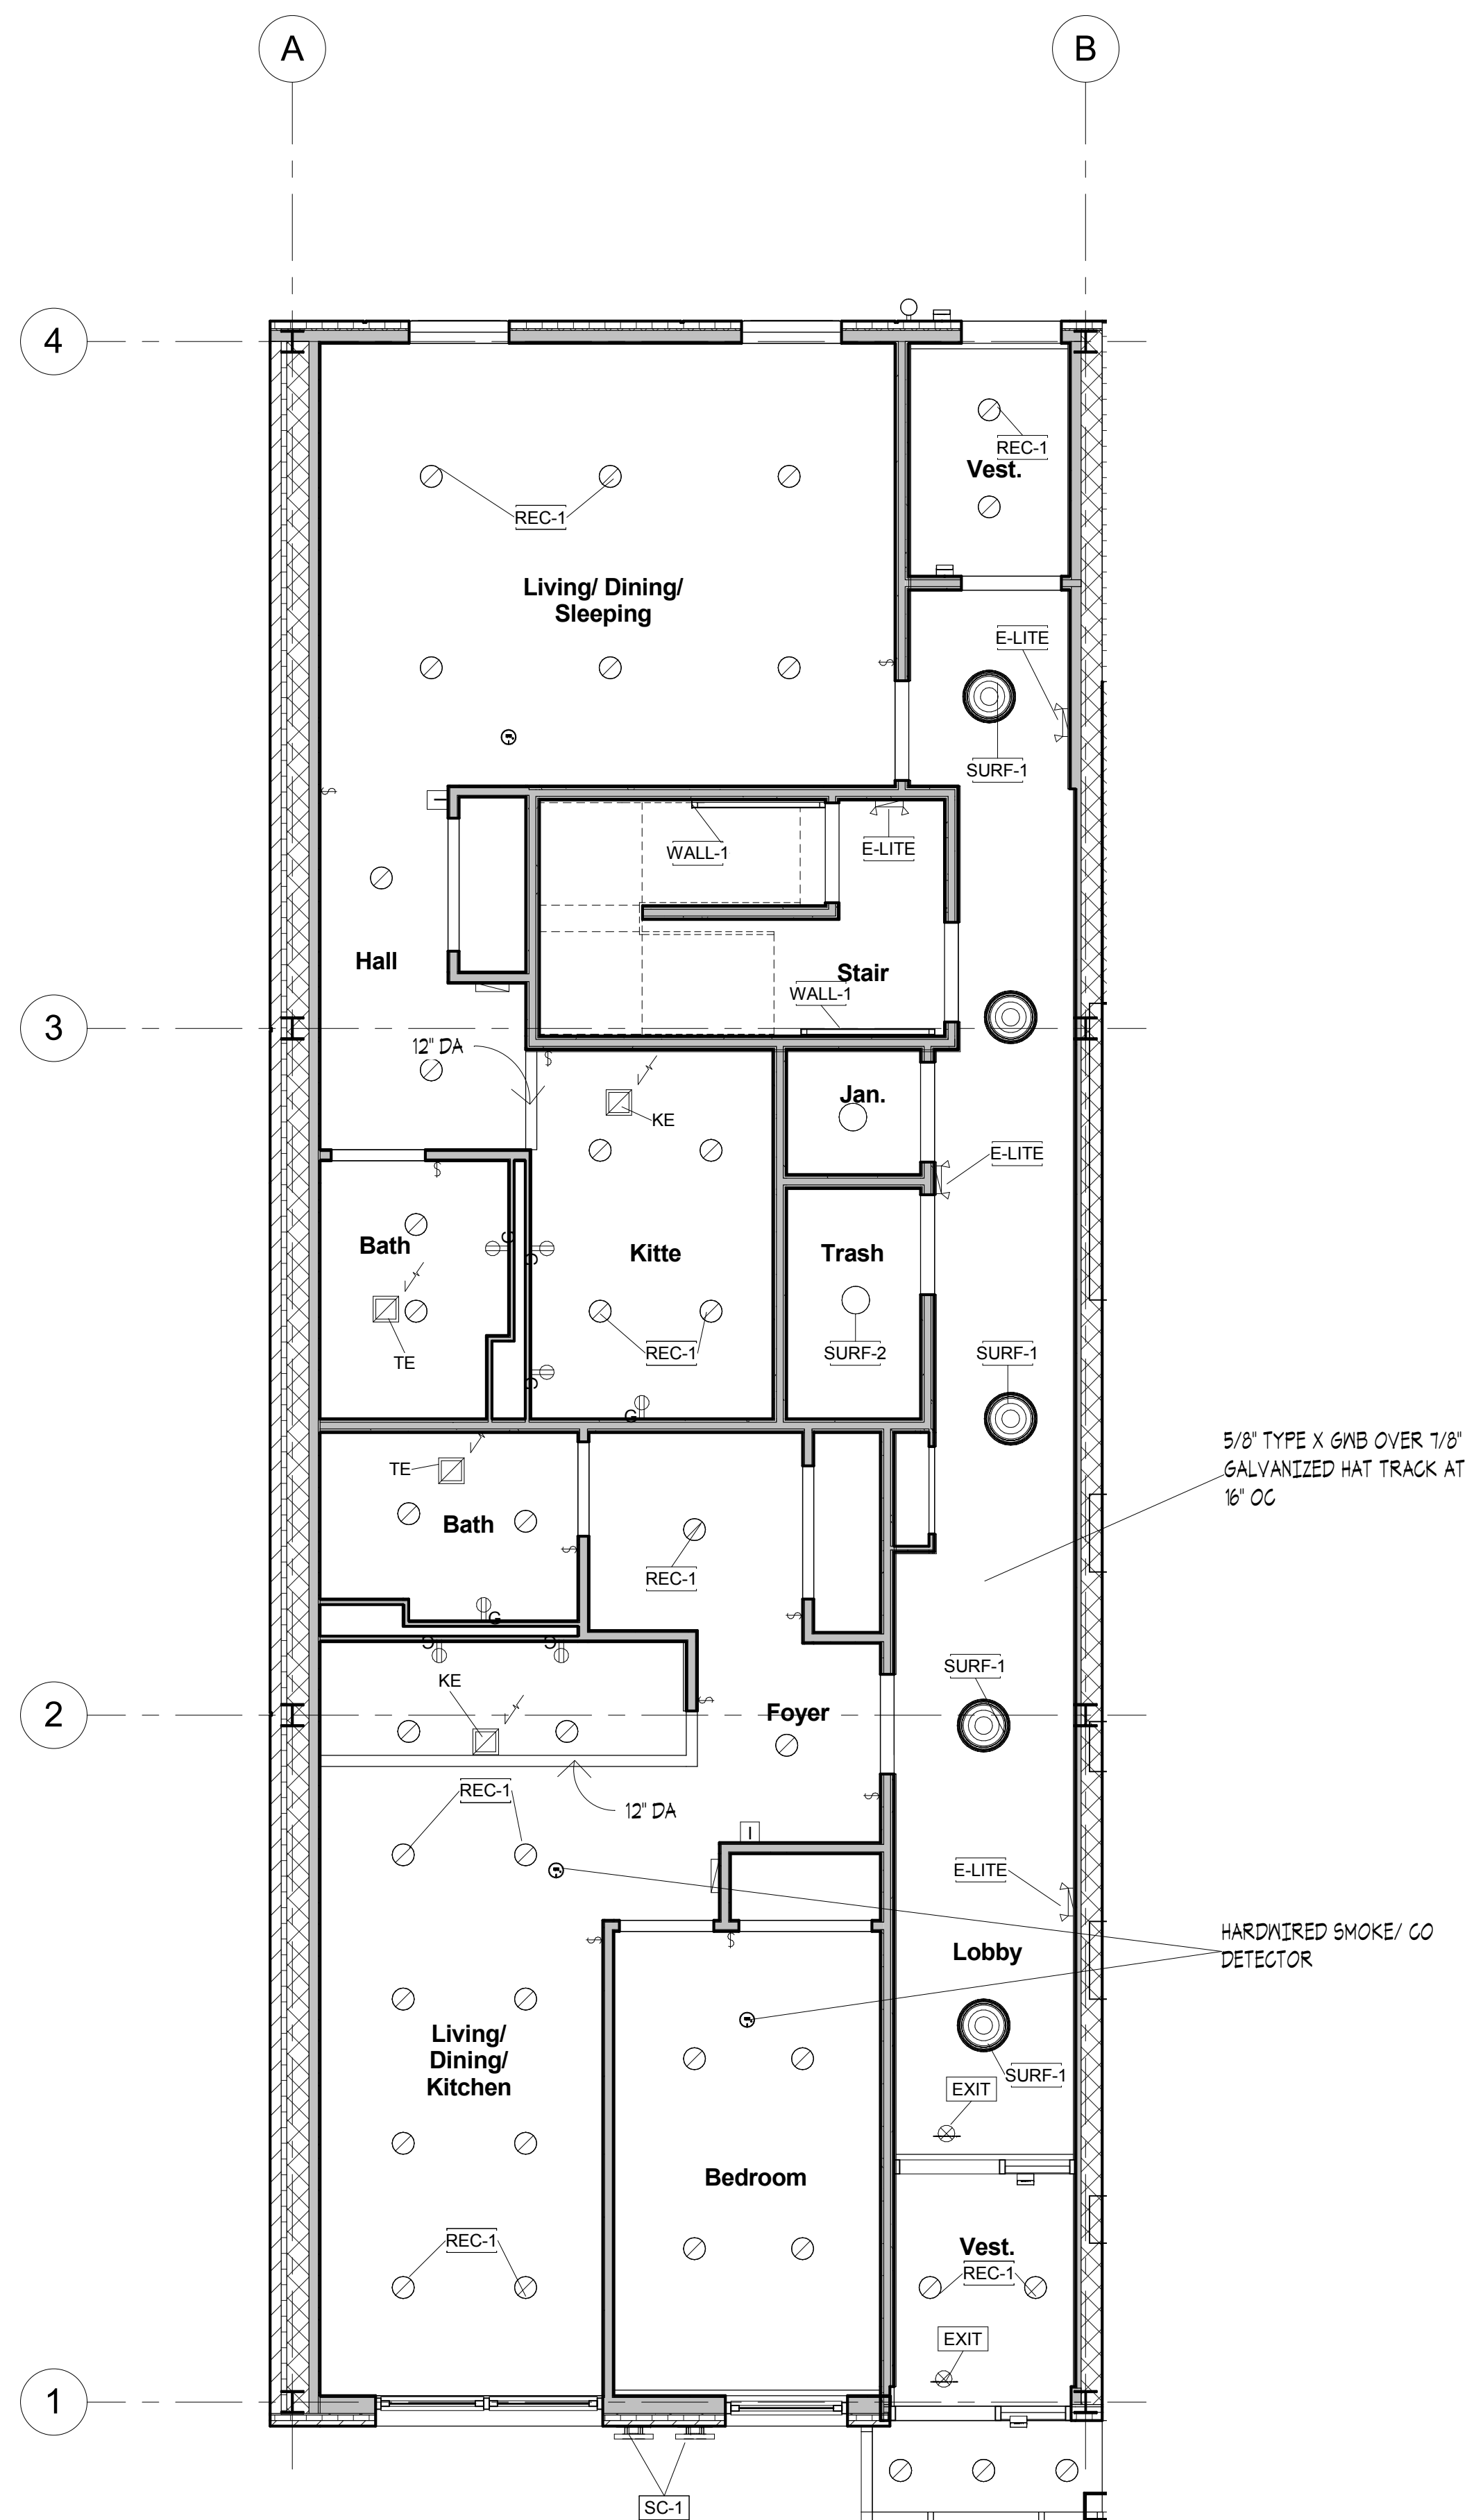 A
B
4
REC-1
Vest.
REC-1
Living/ Dining/
Sleeping
E-LITE
$
SURF-1
$
I
WALL-1
E-LITE
Hall
Stair
WALL-1
3
12" DA
$
Jan.
KE
E-LITE
$
Bath
G
G
Kitte
Trash
TE
REC-1
SURF-2
SURF-1
G
G
5/8" TYPE X GWB OVER 7/8"
GALVANIZED HAT TRACK AT
16" OC
TE
Bath
$
REC-1
G
$
G
G
SURF-1
KE
$
Foyer
2
REC-1
12" DA
$
I
E-LITE
HARDWIRED SMOKE/ CO
DETECTOR
$
$
Lobby
Living/
Dining/
Kitchen
SURF-1
EXIT
Bedroom
REC-1
Vest.
REC-1
EXIT
1
SC-1